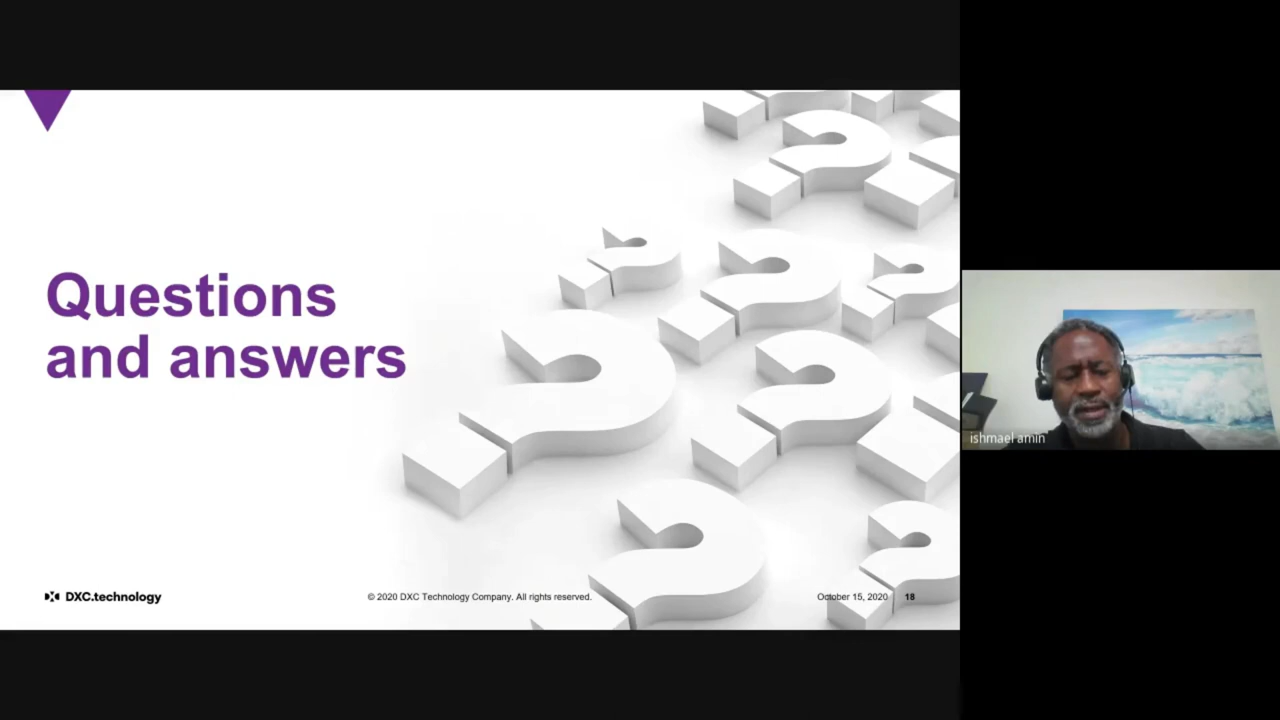 Questions
and answers
DXC.technology
© 2020 DXC Technology Company. All rights reserved.
October 15, 2020
18
ishmael amin